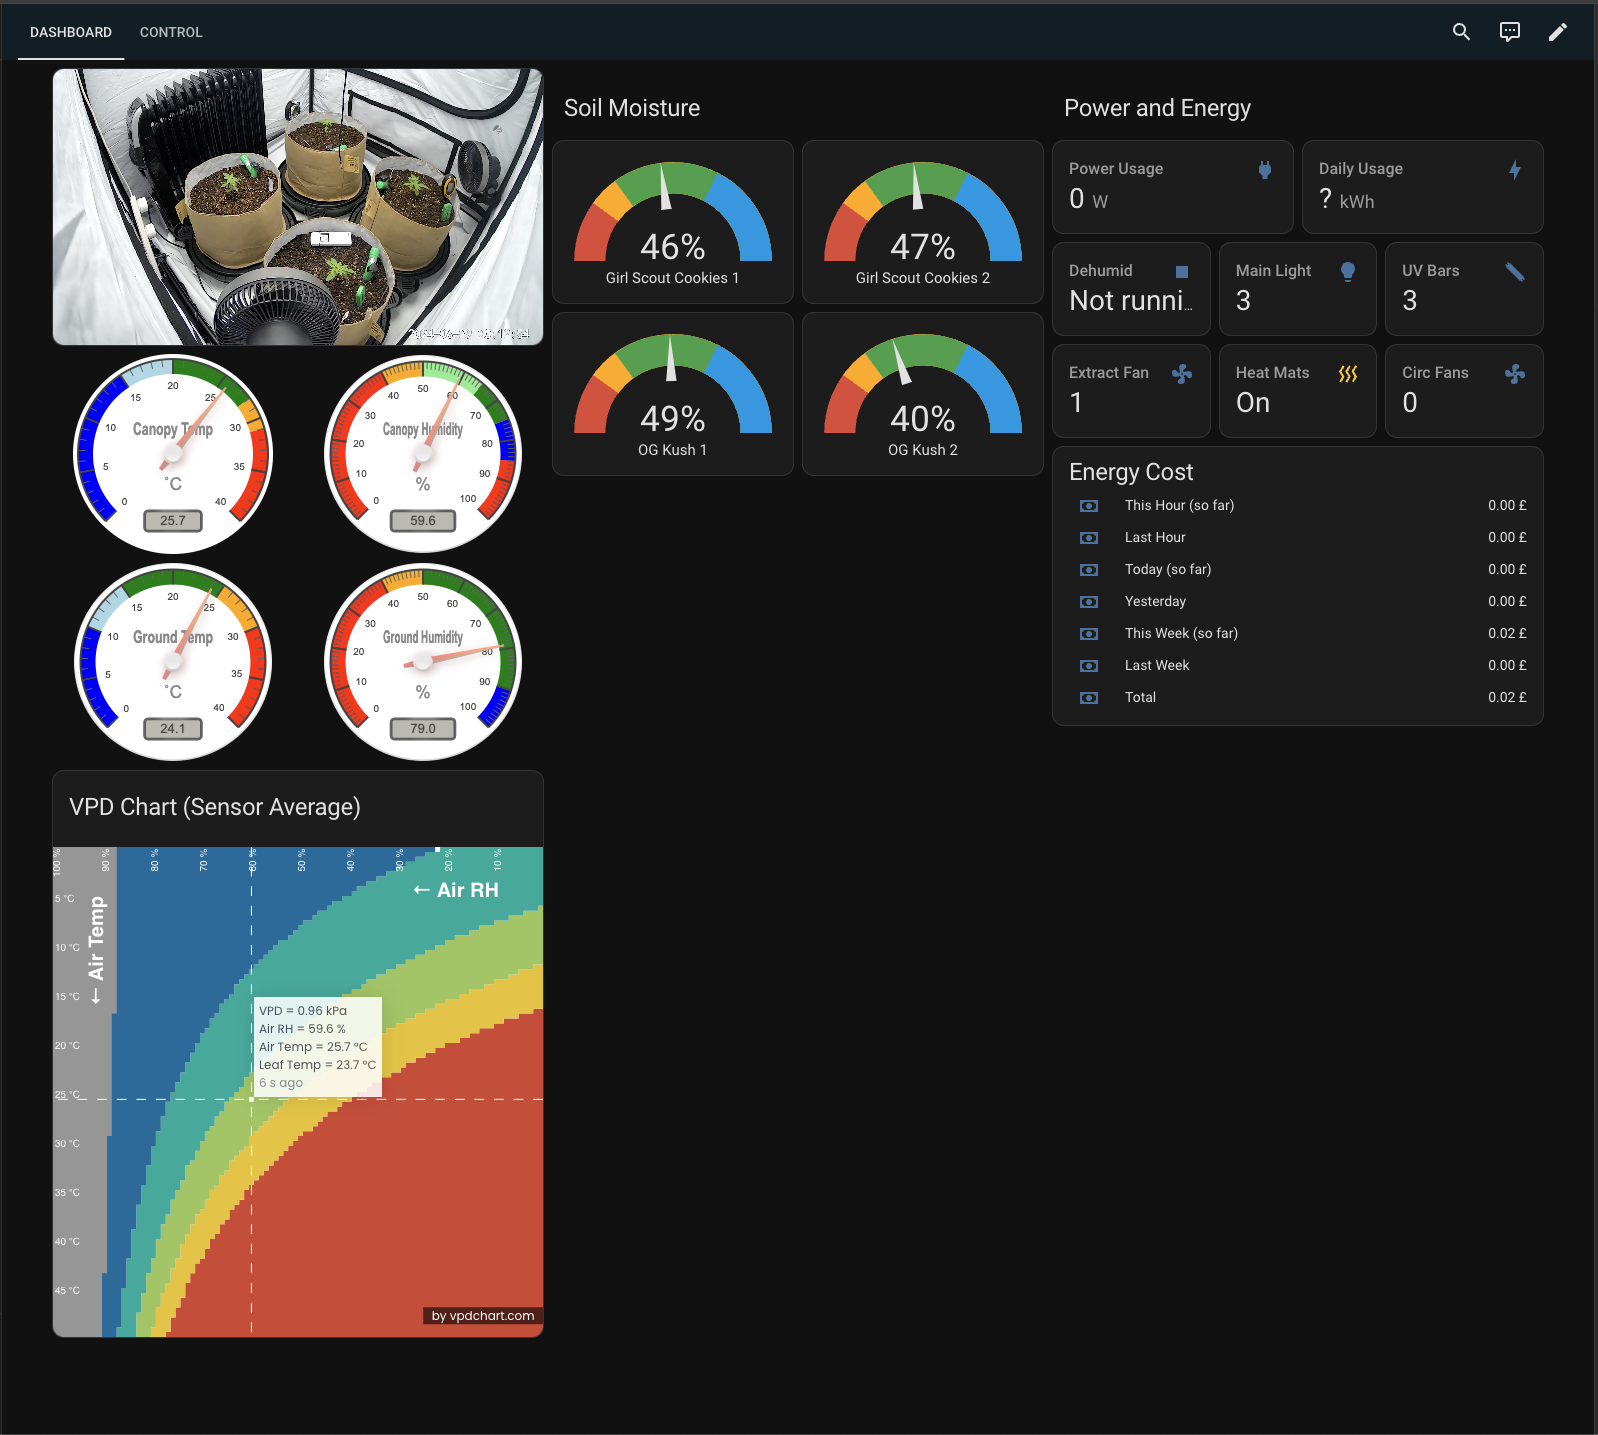 DASHBOARD
CONTROL
Soil Moisture
46%
Girl Scout Cookies 1
47%
Girl Scout Cookies 2
49%
OG Kush 1
40%
OG Kush 2
Power and Energy
Power Usage
0 W
Daily Usage
? kWh
Dehumid
Not runni...
Main Light
3
UV Bars
3
Extract Fan
1
Heat Mats
On
Circ Fans
0
Energy Cost
This Hour (so far) 0.00 £
Last Hour 0.00 £
Today (so far) 0.00 £
Yesterday 0.00 £
This Week (so far) 0.02 £
Last Week 0.00 £
Total 0.02 £
0 5 10 15 20 25 30 35 40
Canopy Temp
°C
25.7
0 10 20 30 40 50 60 70 80 90 100
Canopy Humidity
%
59.6
0 5 10 15 20 25 30 35 40
Ground Temp
°C
24.1
0 10 20 30 40 50 60 70 80 90 100
Ground Humidity
%
79.0
VPD Chart (Sensor Average)
100 % 90 % 80 % 70 % 60 % 50 % 40 % 30 % 20 % 10 %
← Air RH
← Air Temp
5 °C
10 °C
15 °C
20 °C
25 °C
30 °C
35 °C
40 °C
45 °C
VPD = 0.96 kPa
Air RH = 59.6 %
Air Temp = 25.7 °C
Leaf Temp = 23.7 °C
6 s ago
by vpdchart.com